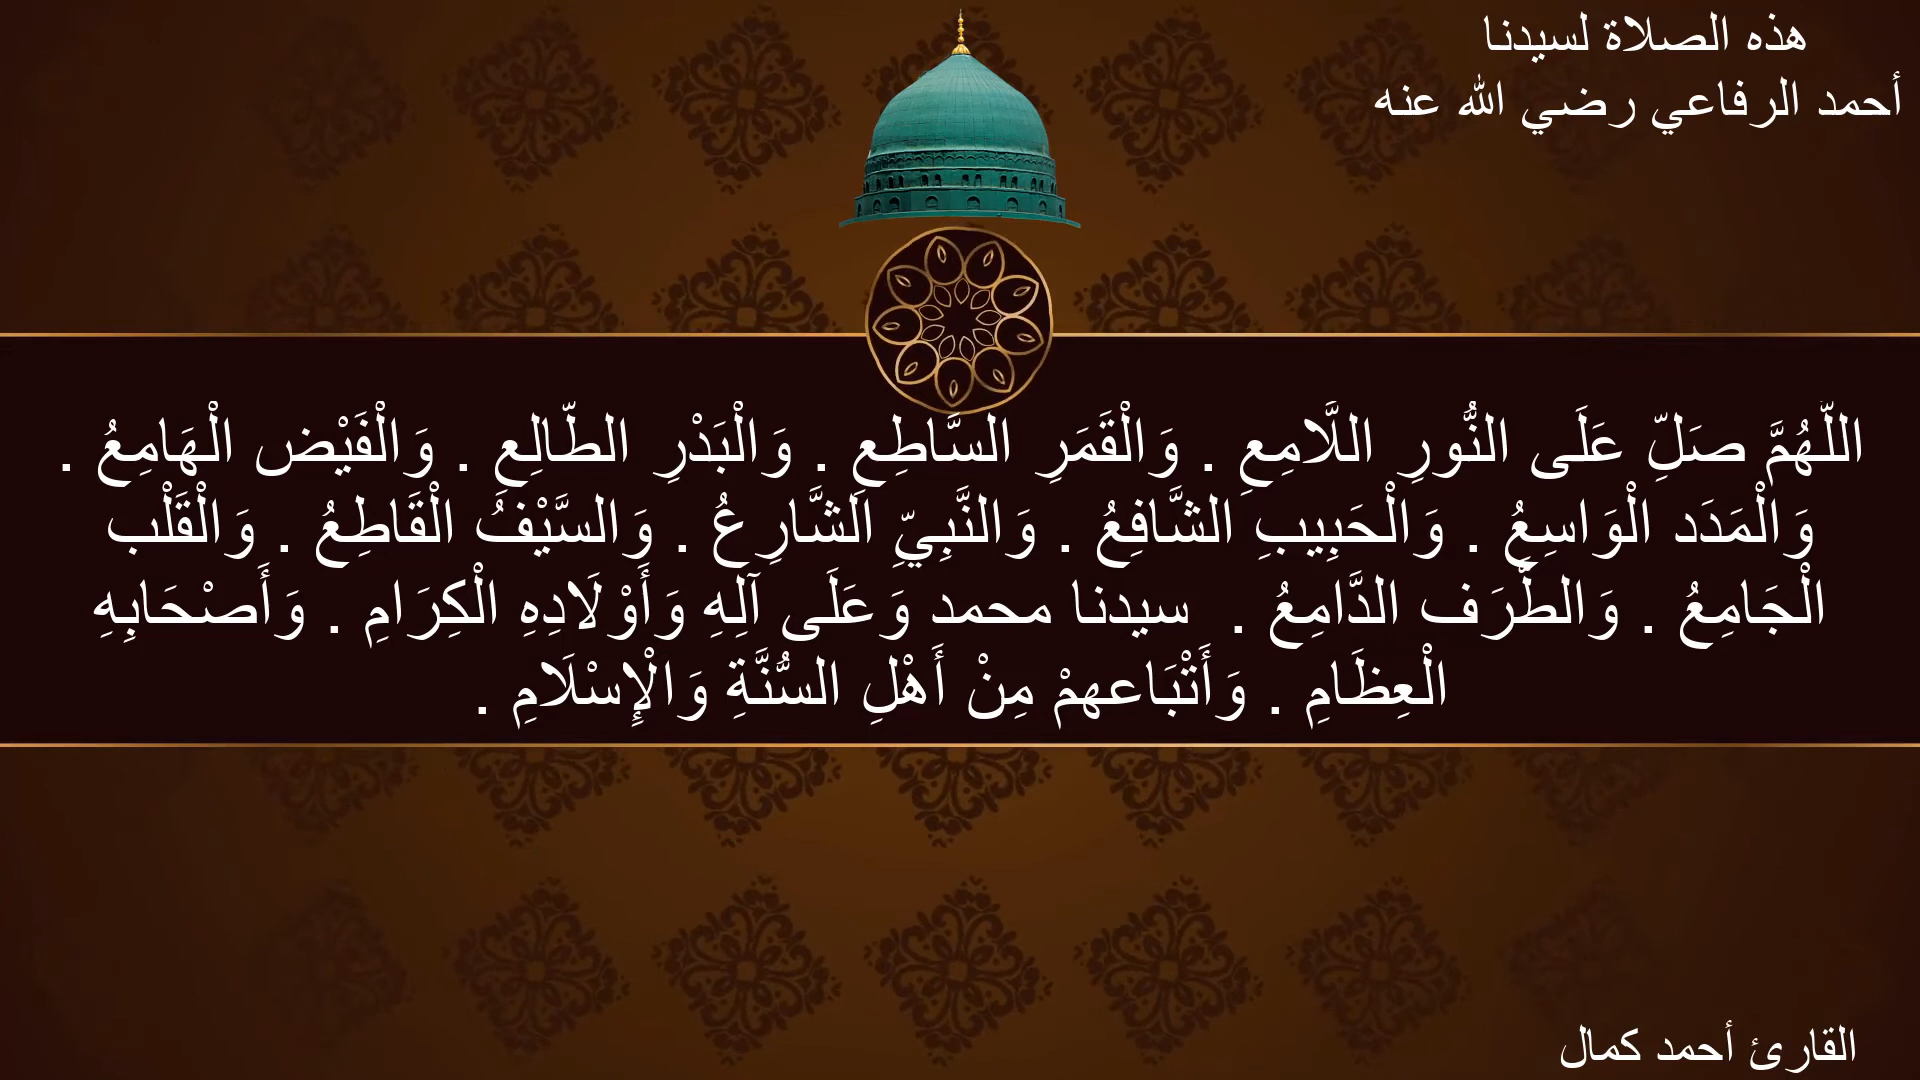 هذه الصلاة لسيدنا
أحمد الرفاعي رضي الله عنه
اللّهُمَّ صَلِّ عَلَى النُّورِ اللَّامِعِ . وَالْقَمَرِ السَّاطِعِ . وَالْبَدْرِ الطّالِعِ . وَالْفَيْض الْهَامِعُ .
وَالْمَدَد الْوَاسِعُ . وَالْحَبِيبِ الشَّافِعُ . وَالنَّبِيِّ الشَّارِعُ . وَالسَّيْفُ الْقَاطِعُ . وَالْقَلْب
الْجَامِعُ . وَالطَّرَف الدَّامِعُ . سيدنا محمد وَعَلَى آلِهِ وَأَوْلَادِهِ الْكِرَامِ . وَأَصْحَابِهِ
الْعِظَامِ . وَأَتْبَاعهمْ مِنْ أَهْلِ السُّنَّةِ وَالْإِسْلَامِ .
القارئ أحمد كمال